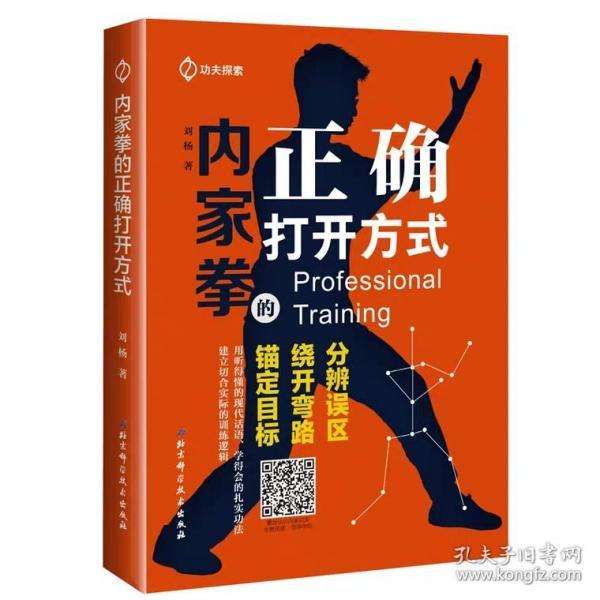 内家拳的正确打开方式
刘杨 著
北京科学技术出版社
功夫探索
刘杨 著
内家拳
的
正确
打开方式
Professional
Training
分辨误区
绕开弯路
锚定目标
用听得懂的现代话语、学得会的扎实功法
建立切合实际的训练逻辑
孔夫子旧书网
www.kongfz.com